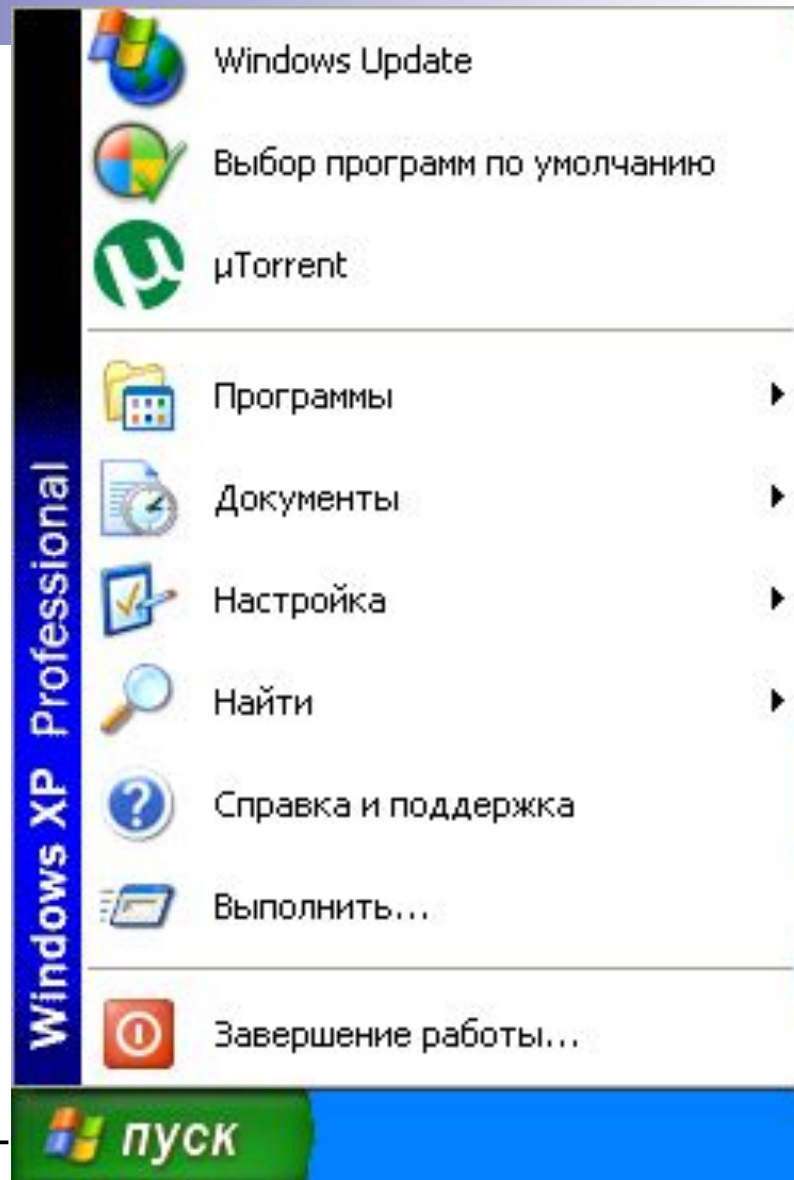 Windows Update
Выбор программ по умолчанию
µTorrent
Программы
Документы
Настройка
Найти
Справка и поддержка
Выполнить...
Завершение работы...
Windows XP Professional
пуск